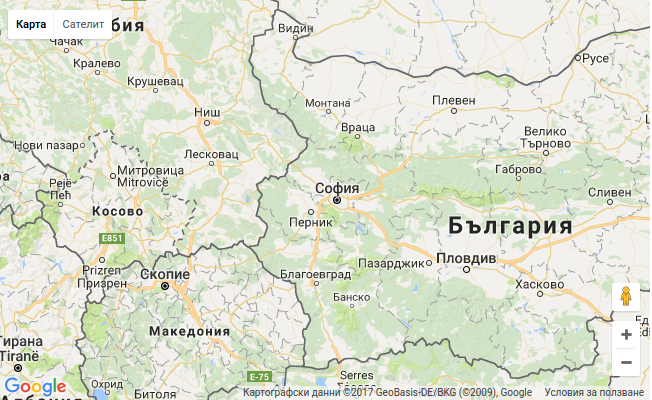 Карта Сателит
бия
Видин
Чачак
Русе
Кралево
Крушевац
Монтана
Плевен
Ниш
Враца
Велико
Търново
Нови пазар
Лесковац
Митровица
Mitrovicë
Габрово
Pejë
Пећ
София
Сливен
Косово
Перник
България
E851
Prizren
Призрен
Скопие
Благоевград
Пазарджик
Пловдив
Хасково
Банско
Македония
Тирана
Tiranë
E-75
Serres
Охрид
Битоля
Google
Картографски данни ©2017 GeoBasis-DE/BKG (©2009), Google Условия за ползване